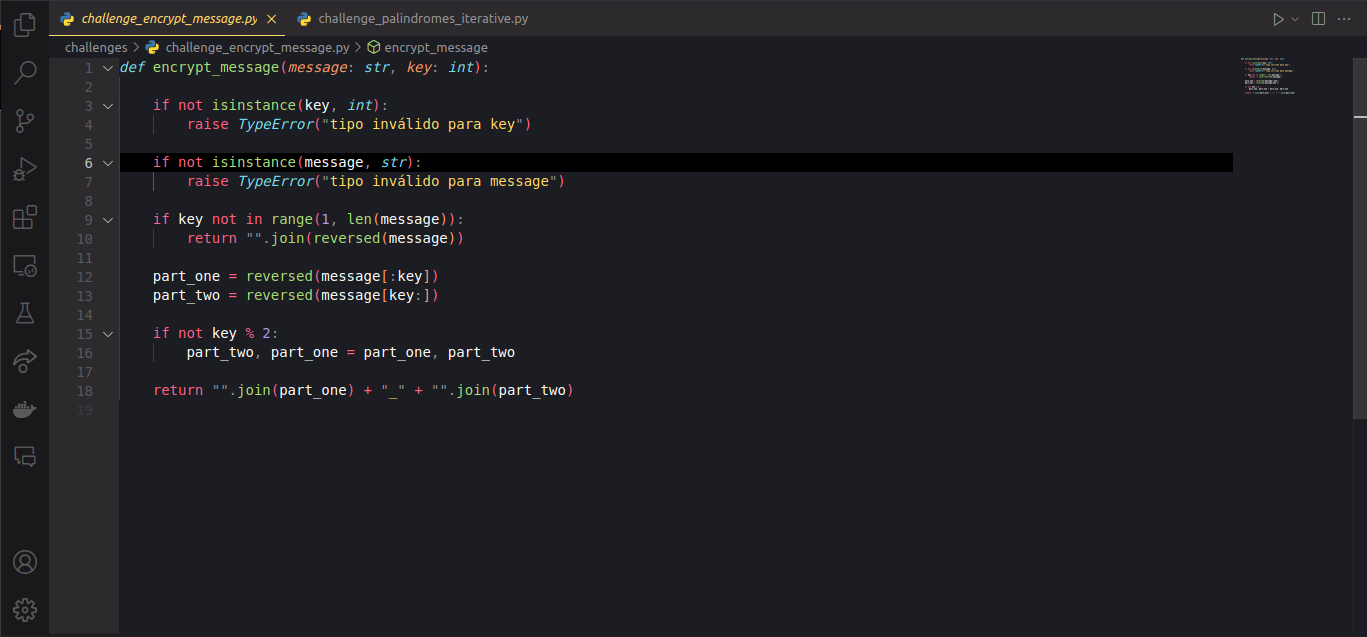 challenge_encrypt_message.py challenge_palindromes_iterative.py
challenges > challenge_encrypt_message.py > encrypt_message
1 def encrypt_message(message: str, key: int):
2
3 if not isinstance(key, int):
4 raise TypeError("tipo inválido para key")
5
6 if not isinstance(message, str):
7 raise TypeError("tipo inválido para message")
8
9 if key not in range(1, len(message)):
10 return "".join(reversed(message))
11
12 part_one = reversed(message[:key])
13 part_two = reversed(message[key:])
14
15 if not key % 2:
16 part_two, part_one = part_one, part_two
17
18 return "".join(part_one) + "_" + "".join(part_two)
19